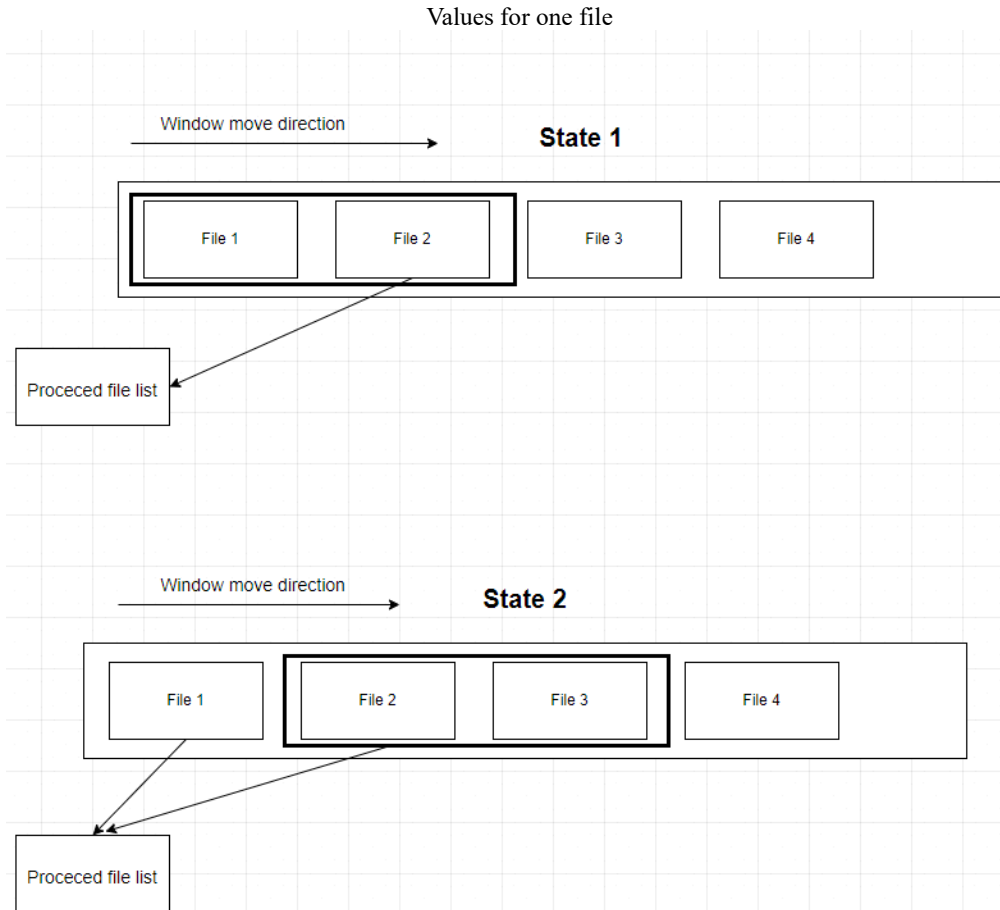 Values for one file
Window move direction
State 1
File 1
File 2
File 3
File 4
Proceced file list
Window move direction
State 2
File 1
File 2
File 3
File 4
Proceced file list